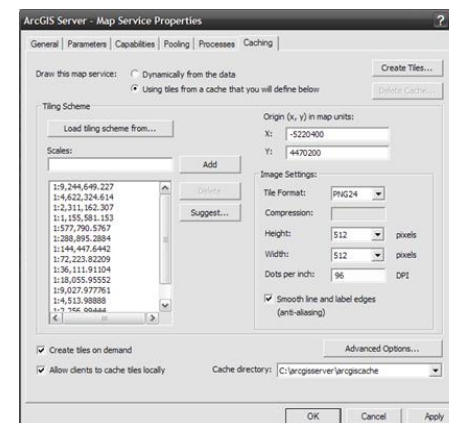 ArcGIS Server - Map Service Properties ?
General Parameters Capabilities Pooling Processes Caching
Draw this map service: Dynamically from the data
Using tiles from a cache that you will define below
Create Tiles...
Delete Cache...
Tiling Scheme
Load tiling scheme from...
Scales:
Add
Delete
Suggest...
1:9,244,649.227
1:4,622,324.614
1:2,311,162.307
1:1,155,581.153
1:577,790.5767
1:288,895.2884
1:144,447.6442
1:72,223.82209
1:36,111.91104
1:18,055.95552
1:9,027.977761
1:4,513.98888
1:2,256.99444
Origin (x, y) in map units:
X: -5220400
Y: 4470200
Image Settings:
Tile Format: PNG24
Compression:
Height: 512 pixels
Width: 512 pixels
Dots per inch: 96 DPI
Smooth line and label edges
(anti-aliasing)
Create tiles on demand
Advanced Options...
Allow clients to cache tiles locally
Cache directory: C:\arcgisserver\arcgiscache
OK Cancel Apply